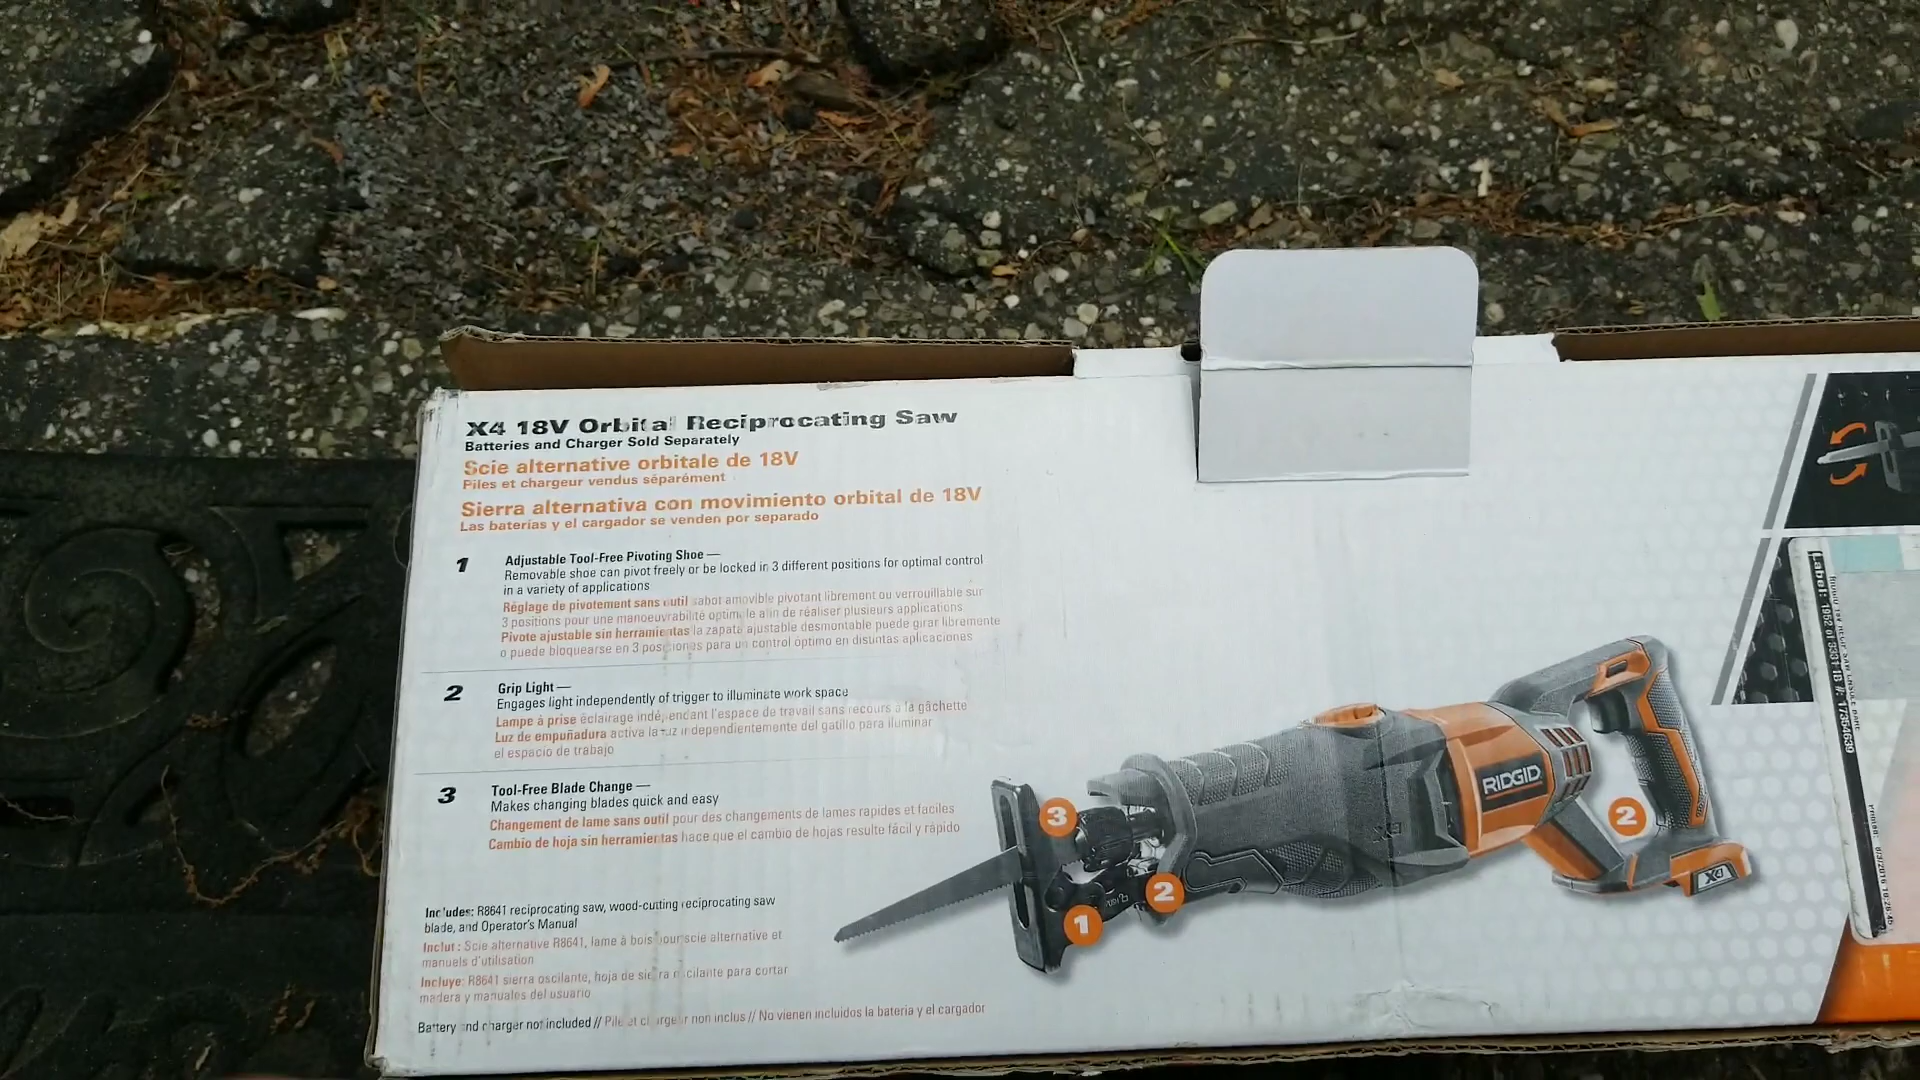 X4 18V Orbital Reciprocating Saw
Batteries and Charger Sold Separately
Scie alternative orbitale de 18V
Piles et chargeur vendus séparément
Sierra alternativa con movimiento orbital de 18V
Las baterías y el cargador se venden por separado
1 Adjustable Tool-Free Pivoting Shoe —
Removable shoe can pivot freely or be locked in 3 different positions for optimal control
in a variety of applications
Réglage de pivotement sans outil sabot amovible pivotant librement ou verrouillable sur
3 positions pour une manoeuvrabilité optimale afin de réaliser plusieurs applications
Pivote ajustable sin herramientas la zapata ajustable desmontable puede girar libremente
o puede bloquearse en 3 posiciones para un control óptimo en disuntas aplicaciones
2 Grip Light —
Engages light independently of trigger to illuminate work space
Lampe à prise éclairage indépendant l'espace de travail sans recours à la gâchette
Luz de empuñadura activa la luz independientemente del gatillo para iluminar
el espacio de trabajo
3 Tool-Free Blade Change —
Makes changing blades quick and easy
Changement de lame sans outil pour des changements de lames rapides et faciles
Cambio de hoja sin herramientas hace que el cambio de hojas resulte fácil y rápido
Includes: R8641 reciprocating saw, wood-cutting reciprocating saw
blade, and Operator's Manual
Inclut : Scie alternative R8641, lame à bois pour scie alternative et
manuels d'utilisation
Incluye: R8641 sierra oscilante, hoja de sierra oscilante para cortar
madera y manuales del usuario
Battery and charger not included // Pile et chargeur non inclus // No vienen incluidos la batería y el cargador
3
1
2
RIDGID
2
X4
Label: 1952
17354639